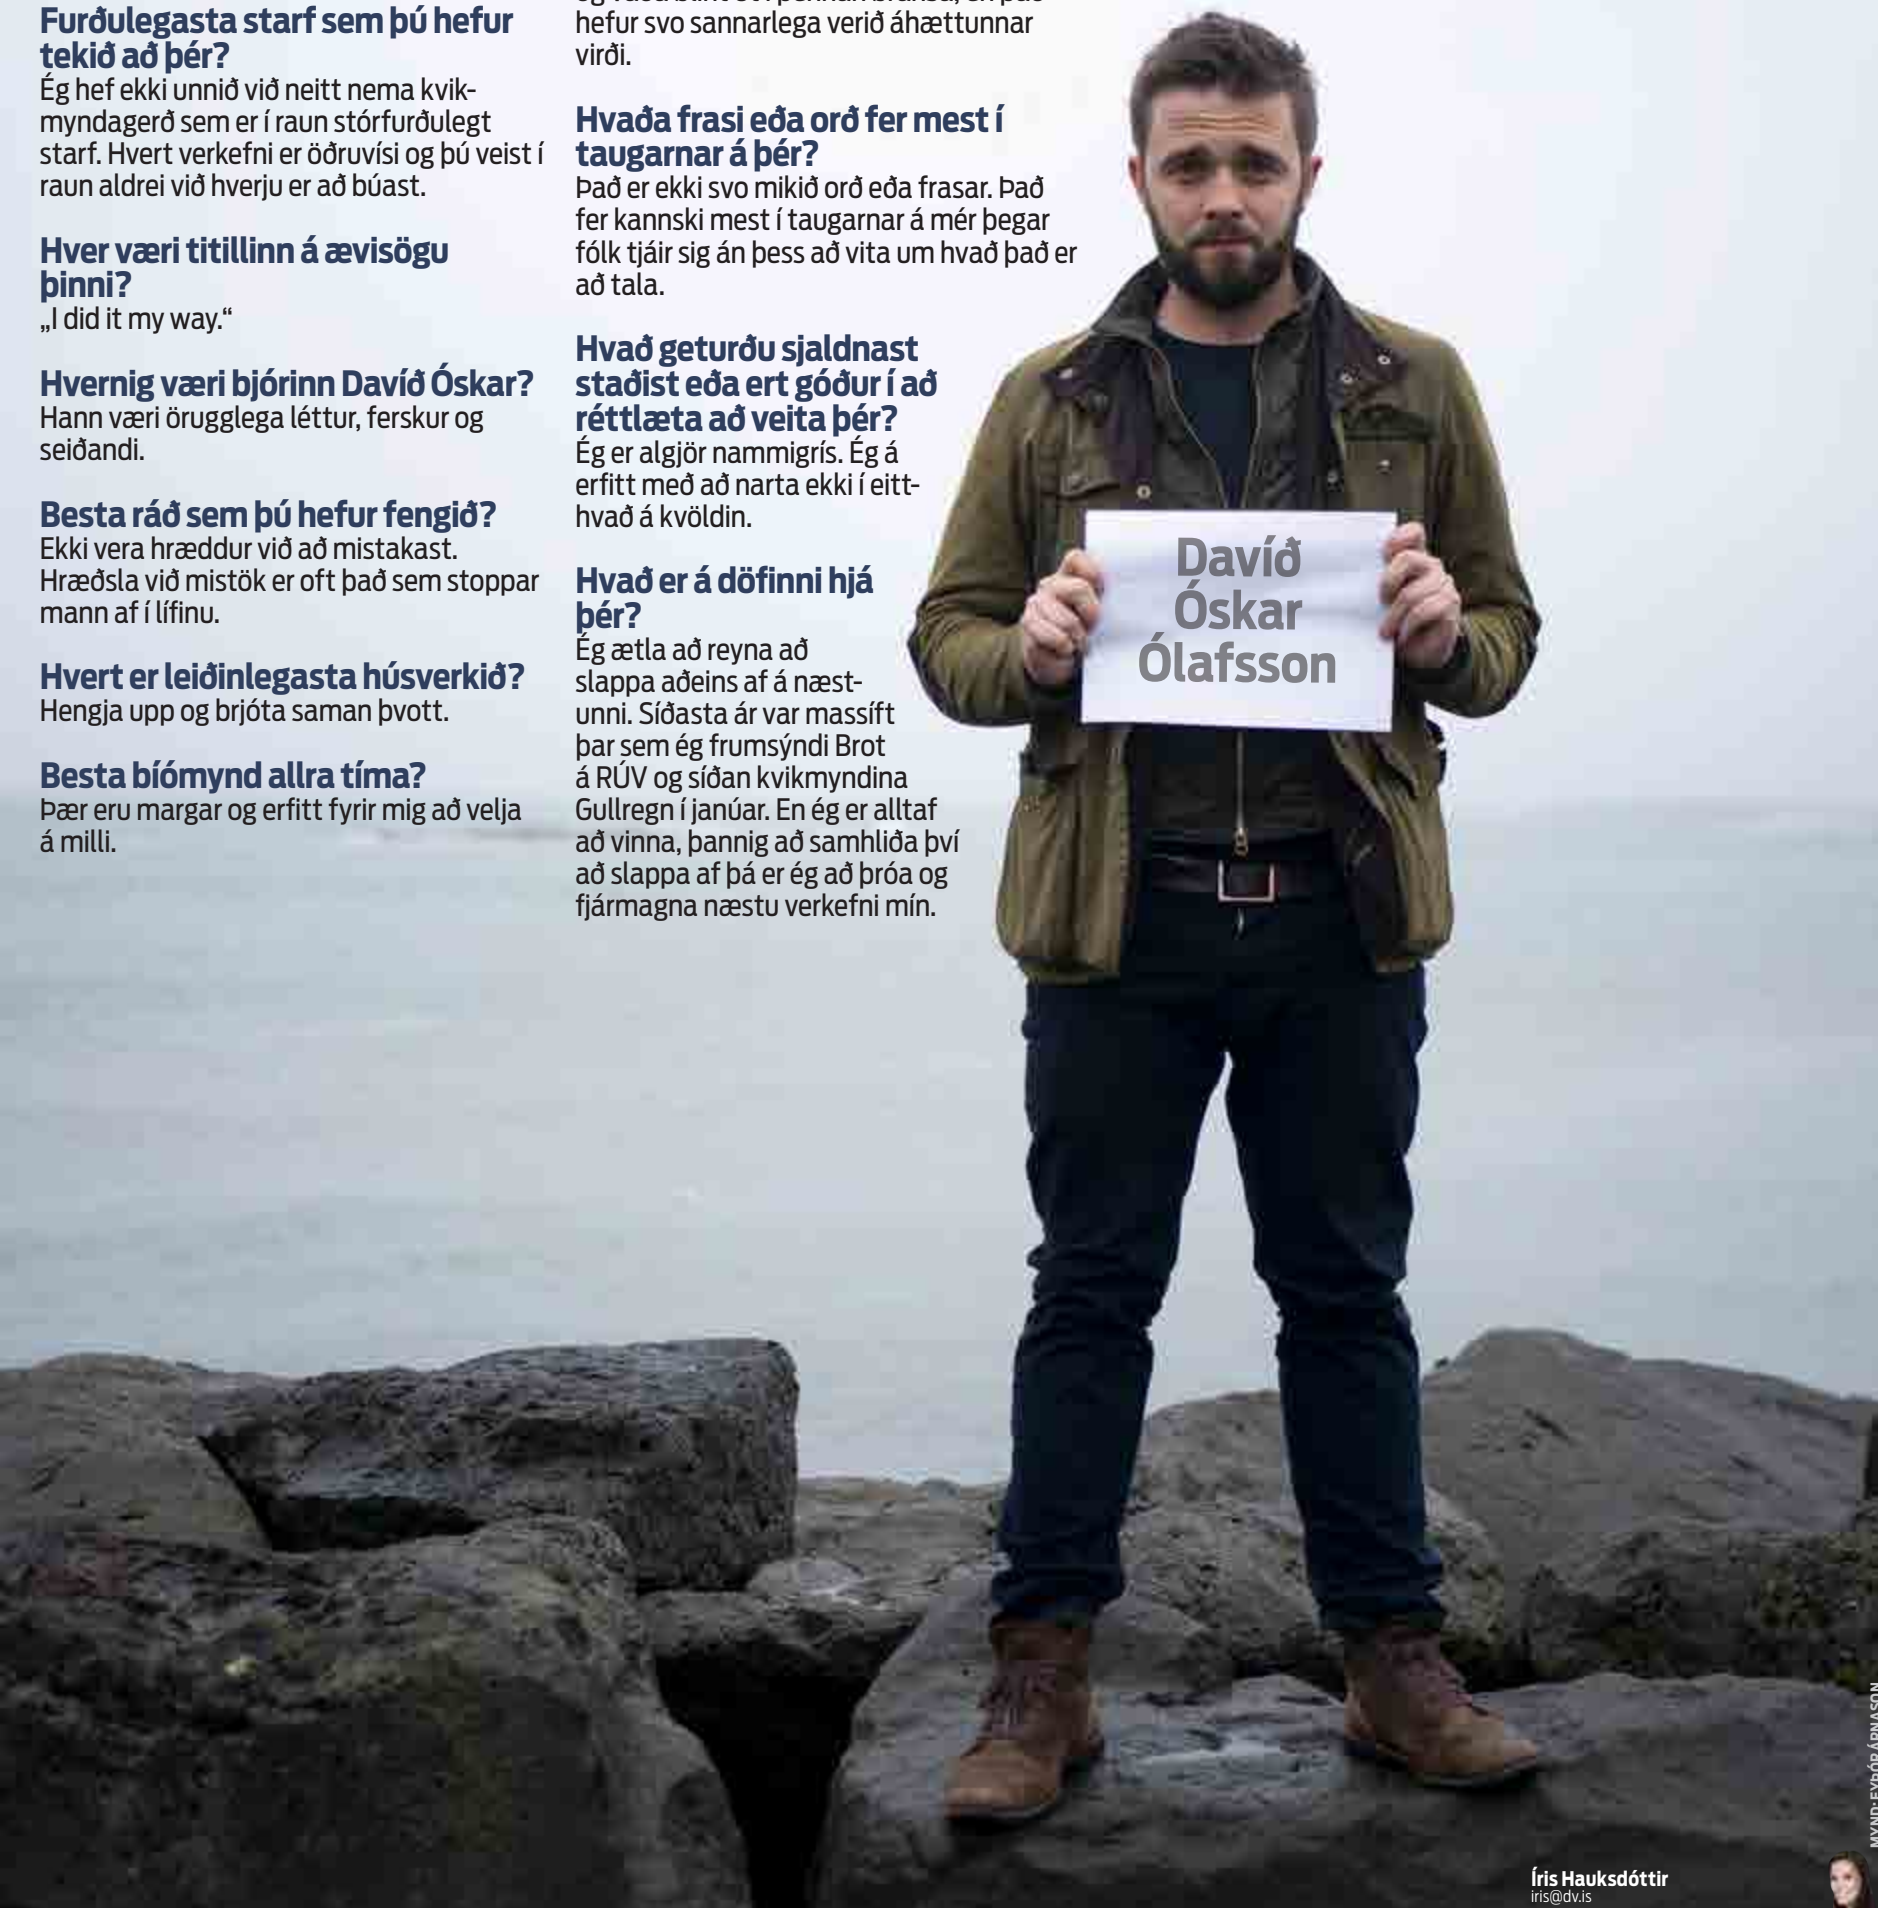 Furðulegasta starf sem þú hefur
tekið að þér?
Ég hef ekki unnið við neitt nema kvik-
myndagerð sem er í raun stórfurðulegt
starf. Hvert verkefni er öðruvísi og þú veist í
raun aldrei við hverju er að búast.
Hver væri titillinn á ævisögu
þinni?
„I did it my way.“
Hvernig væri bjórinn Davíð Óskar?
Hann væri örugglega léttur, ferskur og
seiðandi.
Besta ráð sem þú hefur fengið?
Ekki vera hræddur við að mistakast.
Hræðsla við mistök er oft það sem stoppar
mann af í lífinu.
Hvert er leiðinlegasta húsverkið?
Hengja upp og brjóta saman þvott.
Besta bíómynd allra tíma?
Þær eru margar og erfitt fyrir mig að velja
á milli.
hefur svo sannarlega verið áhættunnar
virði.
Hvaða frasi eða orð fer mest í
taugarnar á þér?
Það er ekki svo mikið orð eða frasar. Það
fer kannski mest í taugarnar á mér þegar
fólk tjáir sig án þess að vita um hvað það er
að tala.
Hvað geturðu sjaldnast
staðist eða ert góður í að
réttlæta að veita þér?
Ég er algjör nammigrís. Ég á
erfitt með að narta ekki í eitt-
hvað á kvöldin.
Hvað er á döfinni hjá
þér?
Ég ætla að reyna að
slappa aðeins af á næst-
unni. Síðasta ár var massíft
þar sem ég frumsýndi Brot
á RÚV og síðan kvikmyndina
Gullregn í janúar. En ég er alltaf
að vinna, þannig að samhliða því
að slappa af þá er ég að þróa og
fjármagna næstu verkefni mín.
Davíð
Óskar
Ólafsson
MYND: EYÞÓR ÁRNASON
Íris Hauksdóttir
iris@dv.is